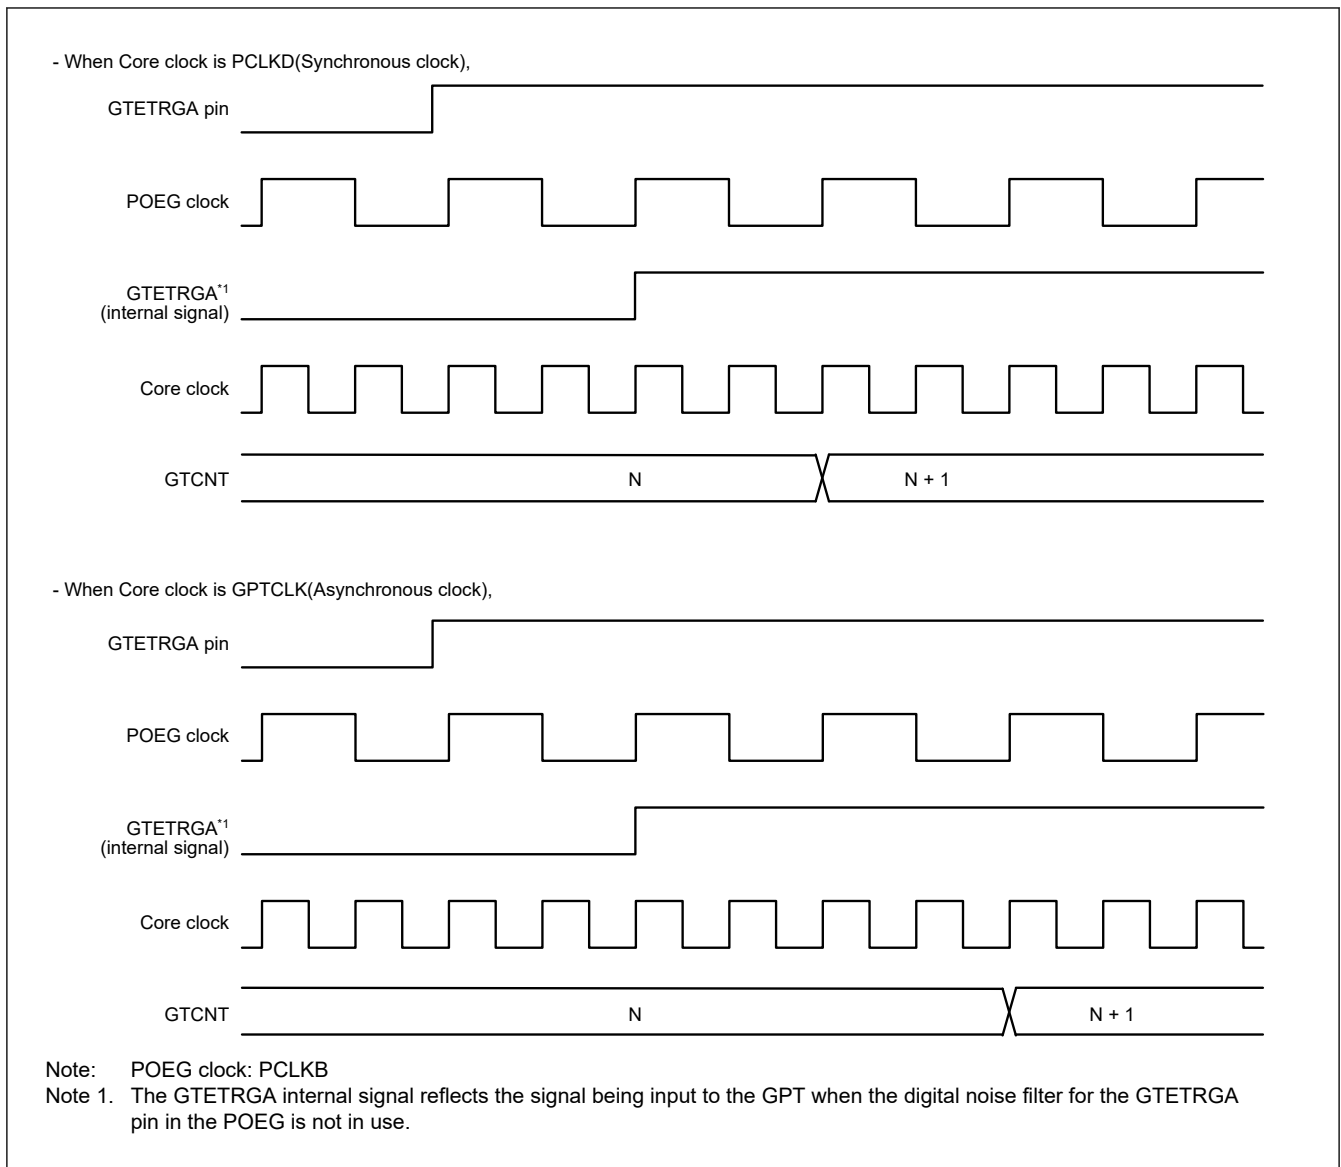 - When Core clock is PCLKD(Synchronous clock),
GTETRGA pin
POEG clock
GTETRGA*1
(internal signal)
Core clock
GTCNT
N
N + 1
- When Core clock is GPTCLK(Asynchronous clock),
GTETRGA pin
POEG clock
GTETRGA*1
(internal signal)
Core clock
GTCNT
N
N + 1
Note: POEG clock: PCLKB
Note 1. The GTETRGA internal signal reflects the signal being input to the GPT when the digital noise filter for the GTETRGA
pin in the POEG is not in use.